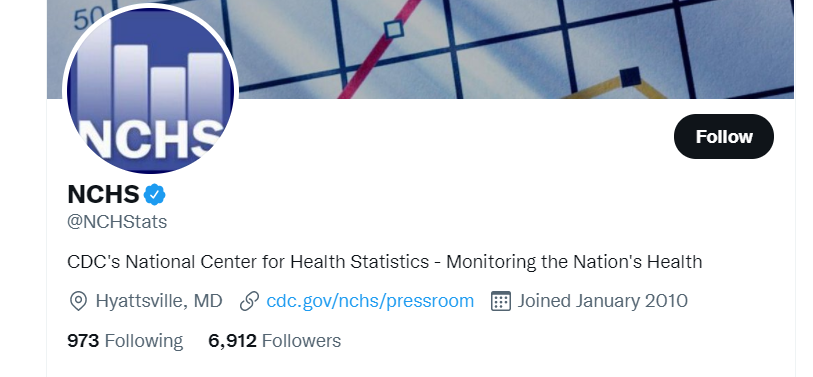 50
NCHS
Follow
NCHS
@NCHStats
CDC's National Center for Health Statistics - Monitoring the Nation's Health
Hyattsville, MD cdc.gov/nchs/pressroom Joined January 2010
973 Following 6,912 Followers